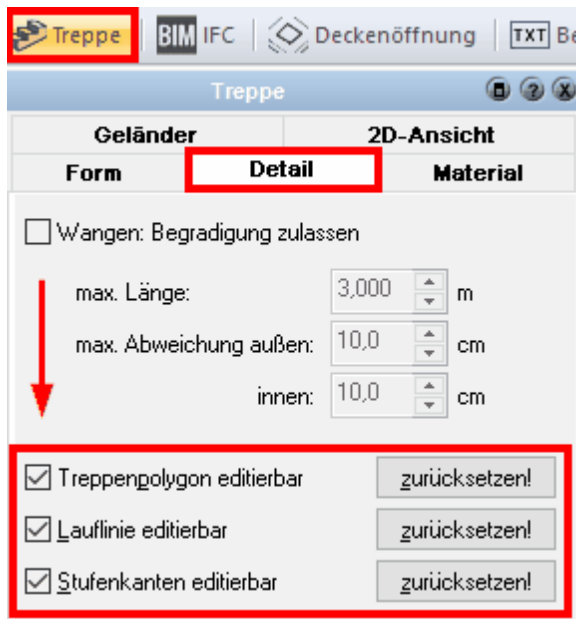 Treppe BIM IFC Deckenöffnung TXT Be
Treppe
Geländer 2D-Ansicht
Form Detail Material
Wangen: Begradigung zulassen
max. Länge: 3,000 m
max. Abweichung außen: 10,0 cm
innen: 10,0 cm
Treppenpolygon editierbar zurücksetzen!
Lauflinie editierbar zurücksetzen!
Stufenkanten editierbar zurücksetzen!